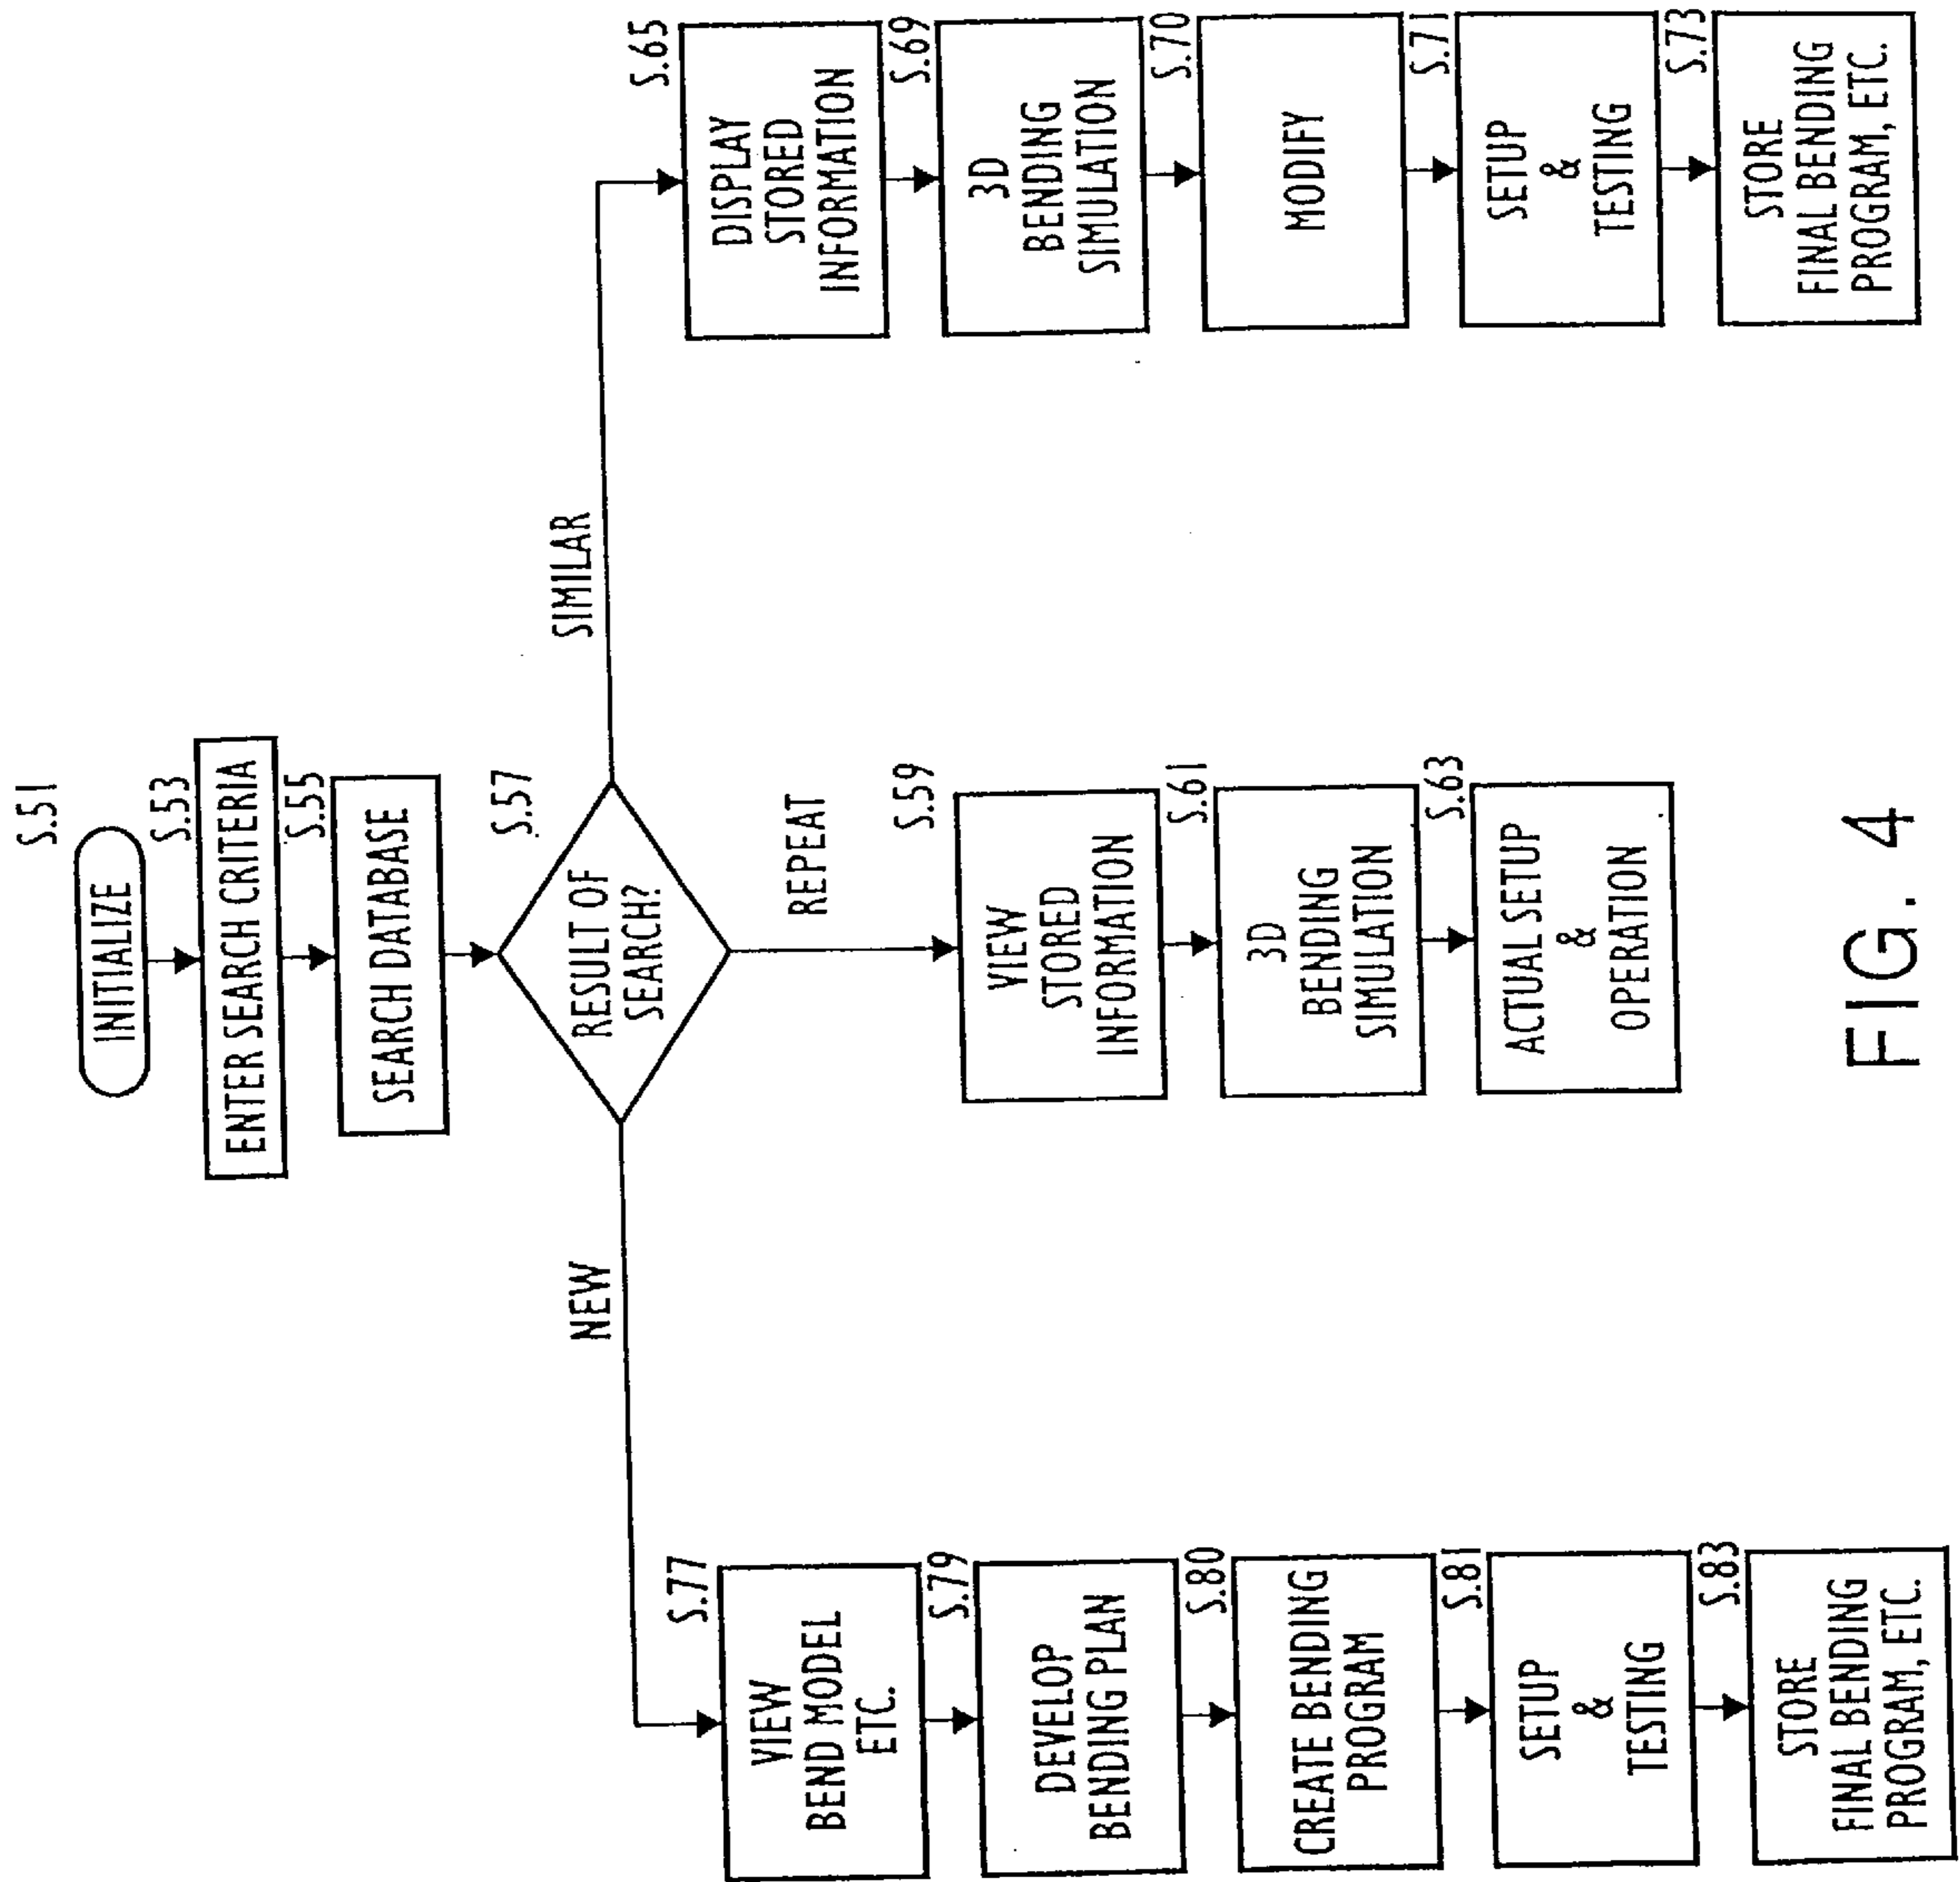 S.51
INITIALIZE
S.53
ENTER SEARCH CRITERIA
S.55
SEARCH DATABASE
S.57
RESULT OF
SEARCH?
NEW
REPEAT
SIMILAR
S.77
VIEW
BEND MODEL
ETC.
S.79
DEVELOP
BENDING PLAN
S.80
CREATE BENDING
PROGRAM
S.81
SETUP
&
TESTING
S.83
STORE
FINAL BENDING
PROGRAM, ETC.
S.59
VIEW
STORED
INFORMATION
S.61
3D
BENDING
SIMULATION
S.63
ACTUAL SETUP
&
OPERATION
S.65
DISPLAY
STORED
INFORMATION
S.69
3D
BENDING
SIMULATION
S.70
MODIFY
S.71
SETUP
&
TESTING
S.73
STORE
FINAL BENDING
PROGRAM, ETC.
FIG. 4